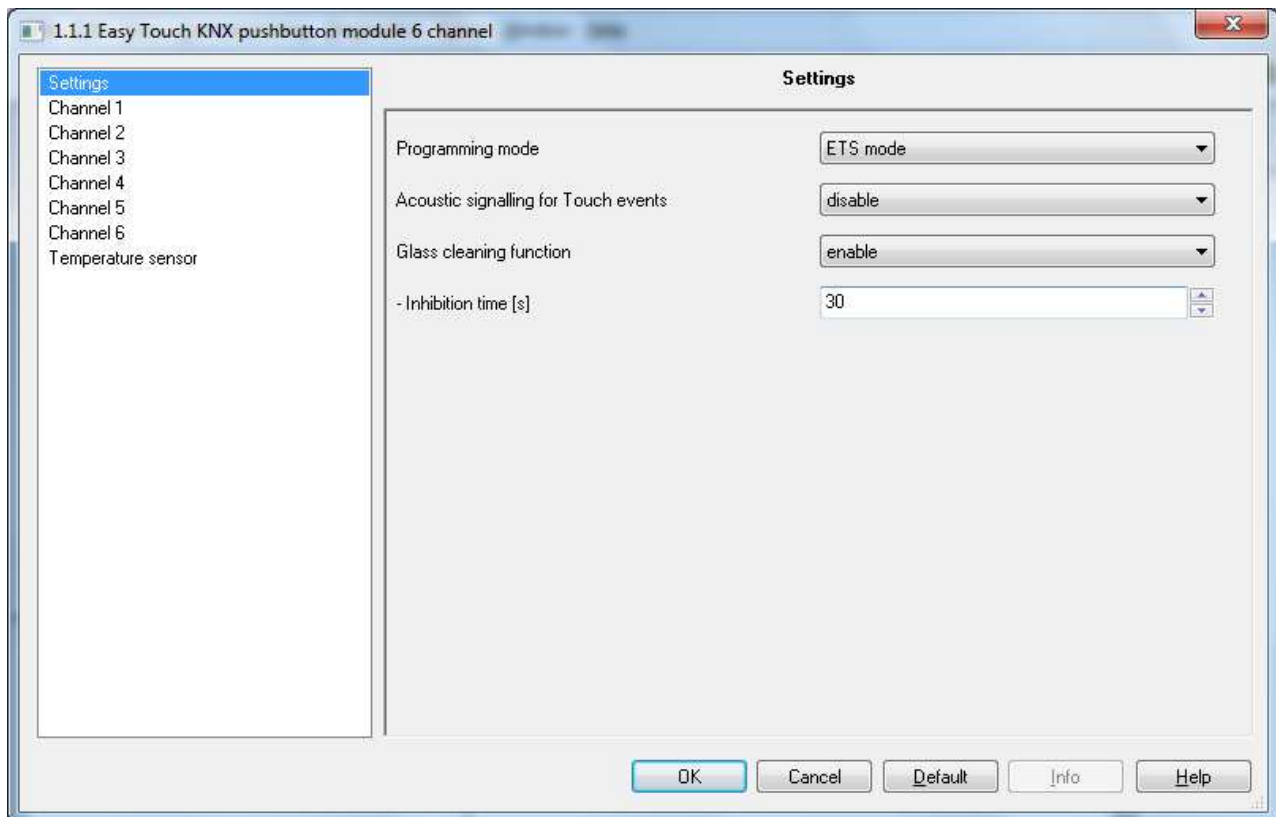 1.1.1 Easy Touch KNX pushbutton module 6 channel
Settings
Channel 1
Channel 2
Channel 3
Channel 4
Channel 5
Channel 6
Temperature sensor
Settings
Programming mode ETS mode
Acoustic signalling for Touch events disable
Glass cleaning function enable
- Inhibition time [s] 30
OK Cancel Default Info Help